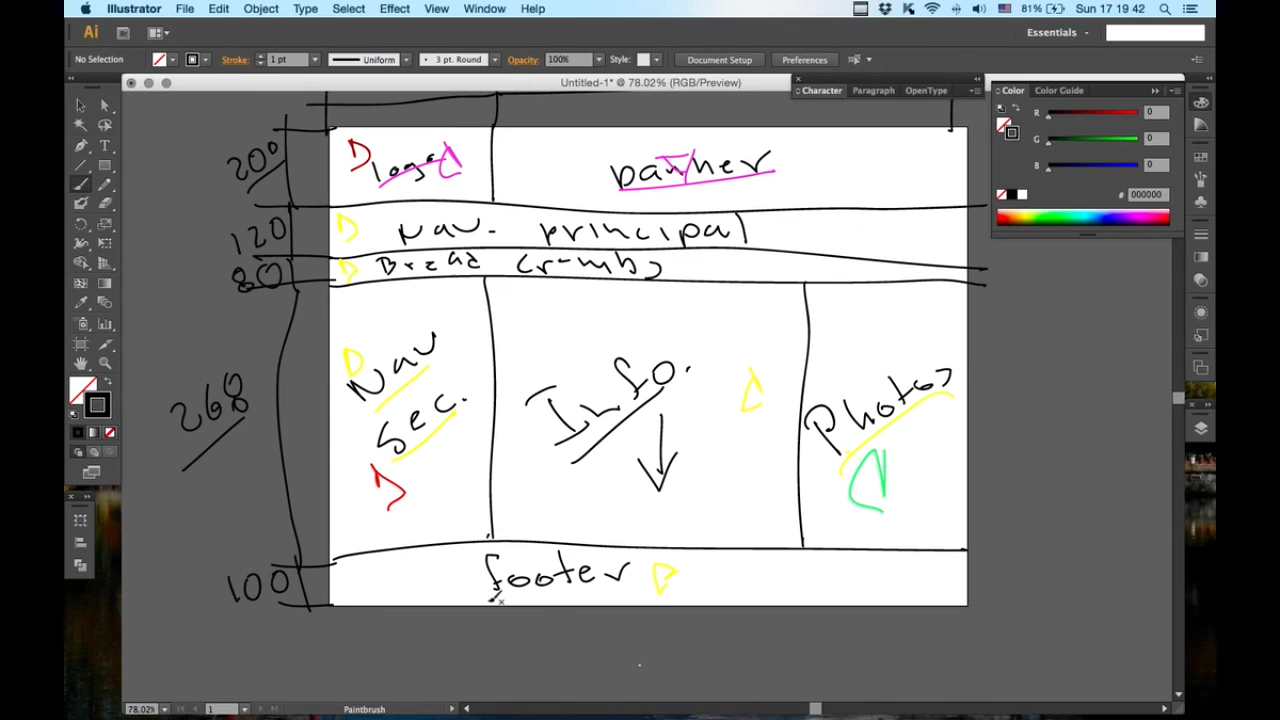 Illustrator File Edit Object Type Select Effect View Window Help 81% Sun 17 19 42
Ai Essentials
No Selection Stroke: 1 pt Uniform 3 pt. Round Opacity: 100% Style: Document Setup Preferences
Untitled-1* @ 78.02% (RGB/Preview)
Character Paragraph OpenType
Color Color Guide
R 0
G 0
B 0
# 000000
200 D logo banner
120 D Nav. principal
80 D Bread crumbs
268
D Nav
Sec.
D
Info.
Photos
100 footer D
78.02% 1 Paintbrush